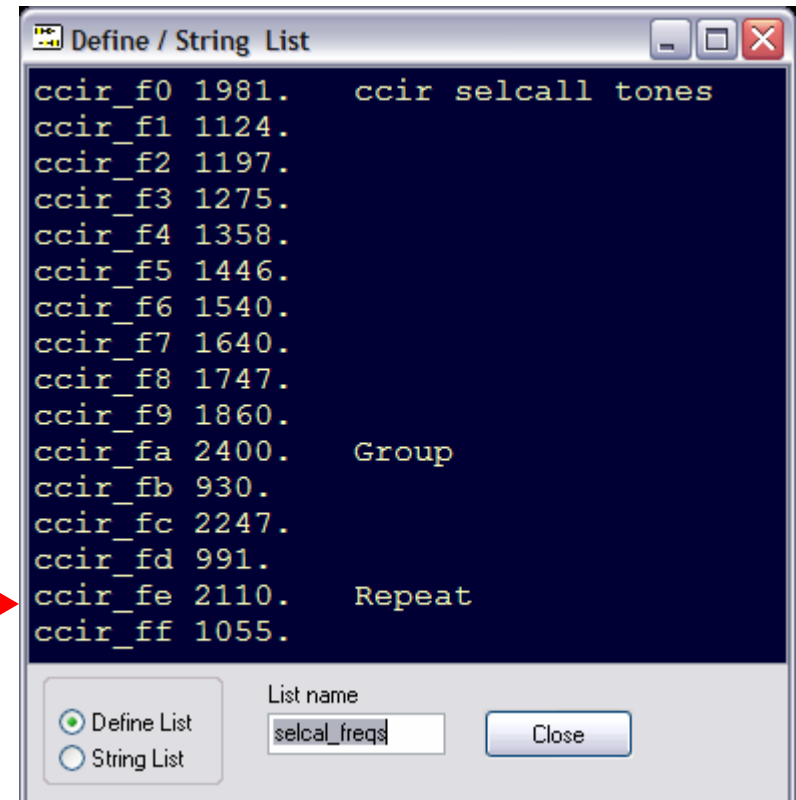 Define / String List
ccir_f0 1981. ccir selcall tones
ccir_f1 1124.
ccir_f2 1197.
ccir_f3 1275.
ccir_f4 1358.
ccir_f5 1446.
ccir_f6 1540.
ccir_f7 1640.
ccir_f8 1747.
ccir_f9 1860.
ccir_fa 2400. Group
ccir_fb 930.
ccir_fc 2247.
ccir_fd 991.
ccir_fe 2110. Repeat
ccir_ff 1055.
List name
Define List
selcal_freqs
Close
String List